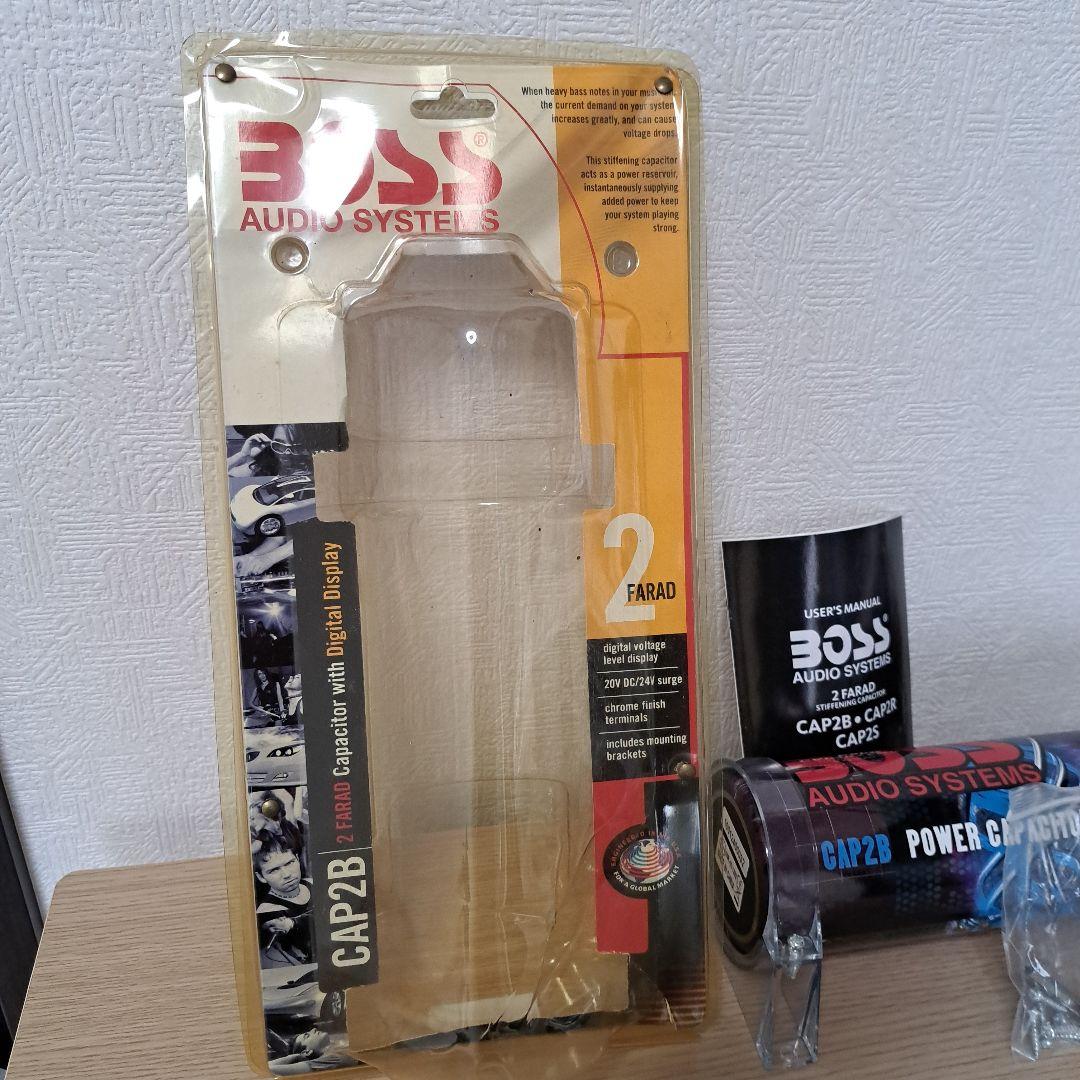 BOSS®
AUDIO SYSTEMS
When heavy bass notes in your
the current demand on your system
increases greatly, and can cause
voltage drops.
This stiffening capacitor
acts as a power reservoir,
instantaneously supplying
added power to keep
your system playing
strong.
2
FARAD
digital voltage
level display
20V DC/24V surge
chrome finish
terminals
includes mounting
brackets
CAP2B
2 FARAD Capacitor with Digital Display
ENGINEERED IN U.S.A.
FOR A GLOBAL MARKET
USER'S MANUAL
BOSS
AUDIO SYSTEMS
2 FARAD
STIFFENING CAPACITOR
CAP2B • CAP2R
CAP2S
BOSS
AUDIO SYSTEMS
CAP2B POWER CAPACITO